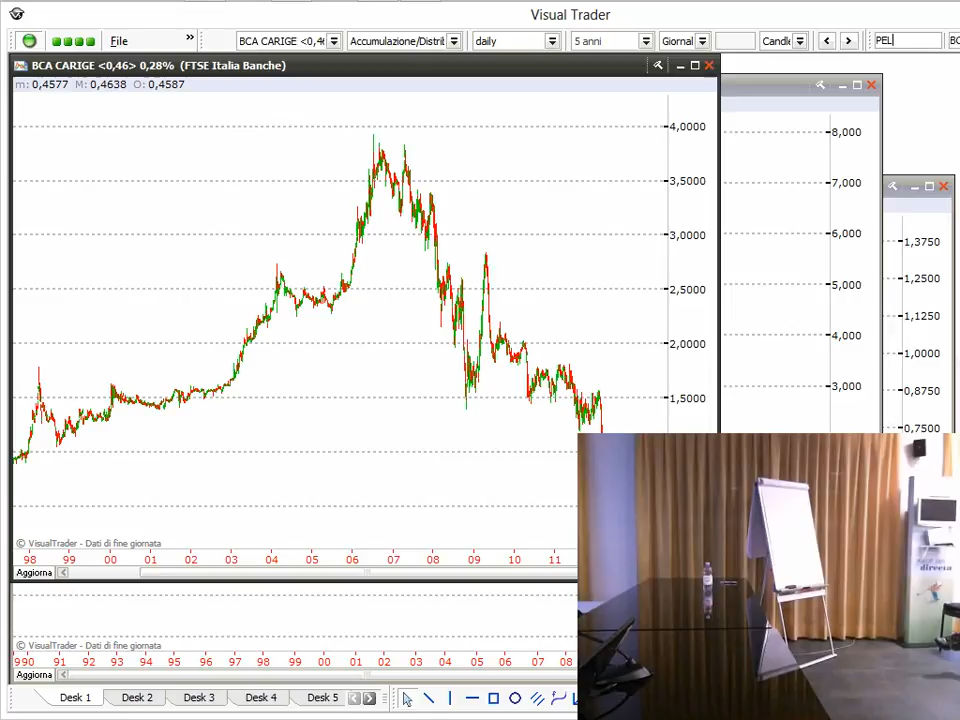 Visual Trader
File
»
BCA CARIGE <0,4
Accumulazione/Distrib
daily
5 anni
Giornal
Candle
PEL
BCA CARIGE <0,46> 0,28% (FTSE Italia Banche)
m: 0,4577 M: 0,4638 O: 0,4587
4,0000
3,5000
3,0000
2,5000
2,0000
1,5000
8,000
7,000
6,000
5,000
4,000
3,000
1,3750
1,2500
1,1250
1,0000
0,8750
0,7500
© VisualTrader - Dati di fine giornata
98 99 00 01 02 03 04 05 06 07 08 09 10 11
Aggiorna
© VisualTrader - Dati di fine giornata
990 91 92 93 94 95 96 97 98 99 00 01 02 03 04 05 06 07 08
Aggiorna
Desk 1
Desk 2
Desk 3
Desk 4
Desk 5
directa